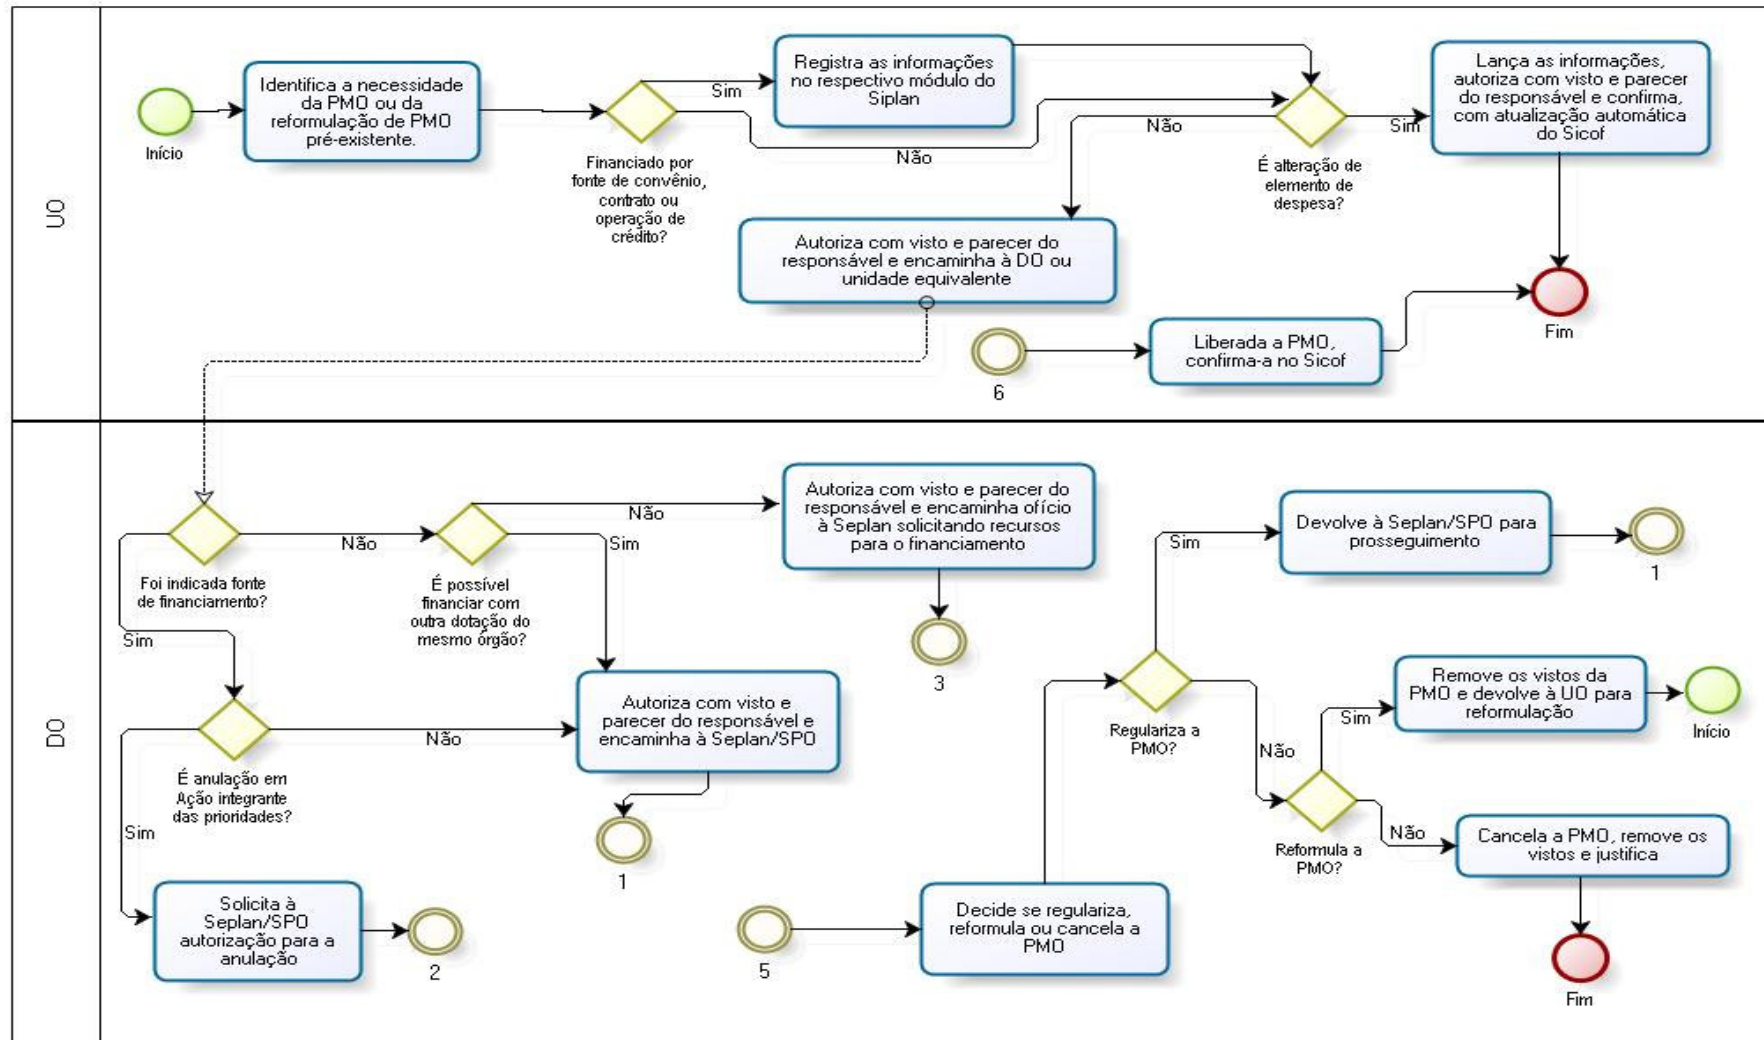 UO
Início
Identifica a necessidade
da PMO ou da
reformulação de PMO
pré-existente.
Financiado por
fonte de convênio,
contrato ou
operação de
crédito?
Sim
Não
Registra as informações
no respectivo módulo do
Siplan
É alteração de
elemento de
despesa?
Não
Sim
Lança as informações,
autoriza com visto e parecer
do responsável e confirma,
com atualização automática
do Sicof
Autoriza com visto e parecer do
responsável e encaminha à DO ou
unidade equivalente
6
Liberada a PMO,
confirma-a no Sicof
Fim
DO
Foi indicada fonte
de financiamento?
Não
Sim
É possível
financiar com
outra dotação do
mesmo órgão?
Não
Sim
Autoriza com visto e parecer do
responsável e encaminha ofício
à Seplan solicitando recursos
para o financiamento
3
É anulação em
Ação integrante
das prioridades?
Não
Sim
Autoriza com visto e
parecer do responsável e
encaminha à Seplan/SPO
1
Solicita à
Seplan/SPO
autorização para a
anulação
2
5
Decide se regulariza,
reformula ou cancela a
PMO
Regulariza a
PMO?
Sim
Não
Devolve à Seplan/SPO para
prosseguimento
1
Reformula a
PMO?
Sim
Não
Remove os vistos da
PMO e devolve à UO para
reformulação
Início
Cancela a PMO, remove os
vistos e justifica
Fim